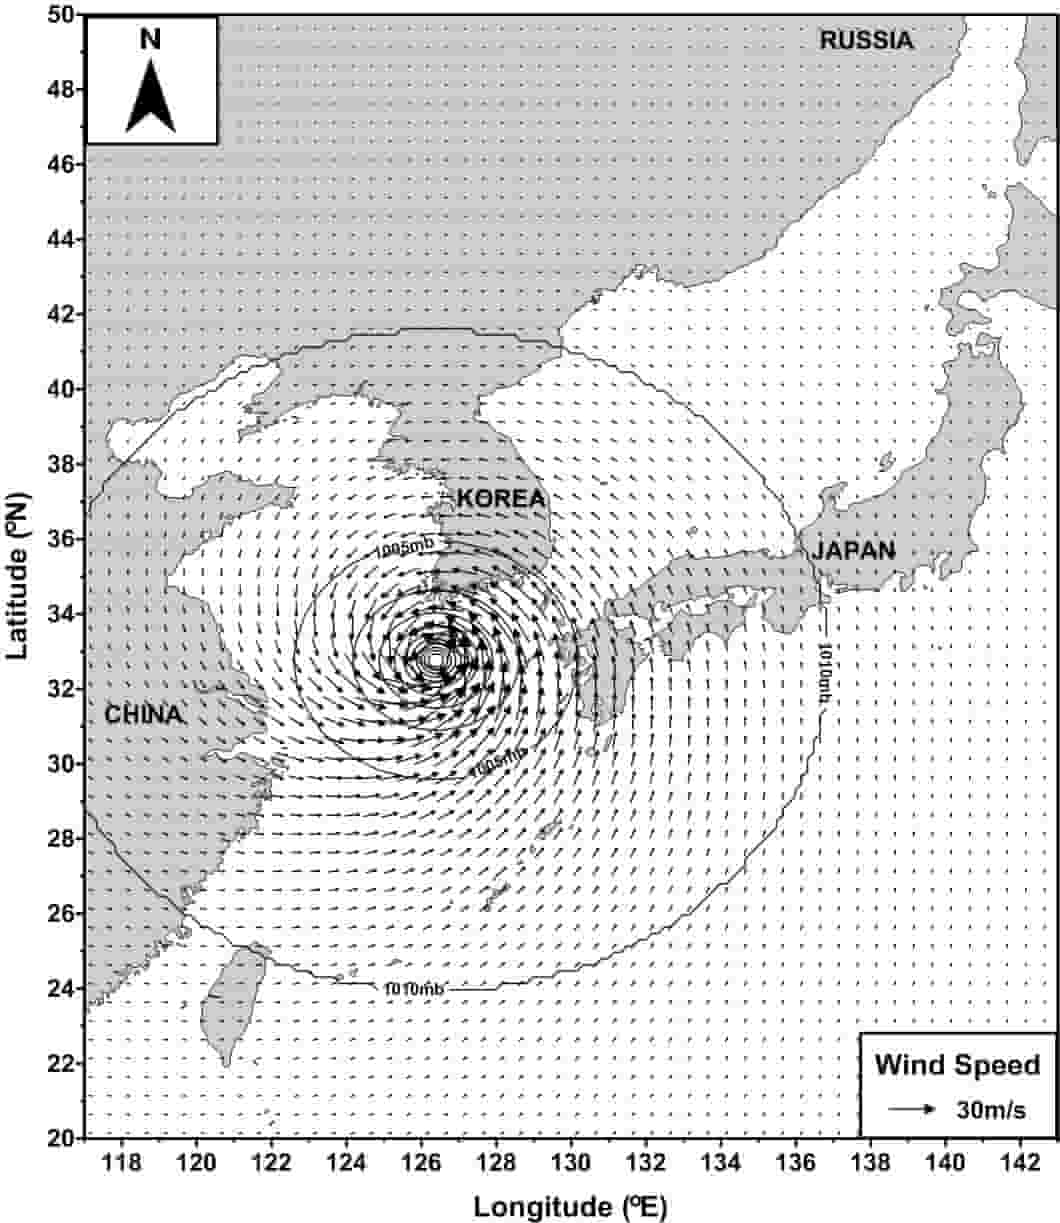 50
N
RUSSIA
48
46
44
42
40
38
KOREA
36
1005mb
JAPAN
34
1010mb
32
CHINA
1005mb
30
28
26
1010mb
24
22
Wind Speed
30m/s
20
118 120 122 124 126 128 130 132 134 136 138 140 142
Latitude (ºN)
Longitude (ºE)